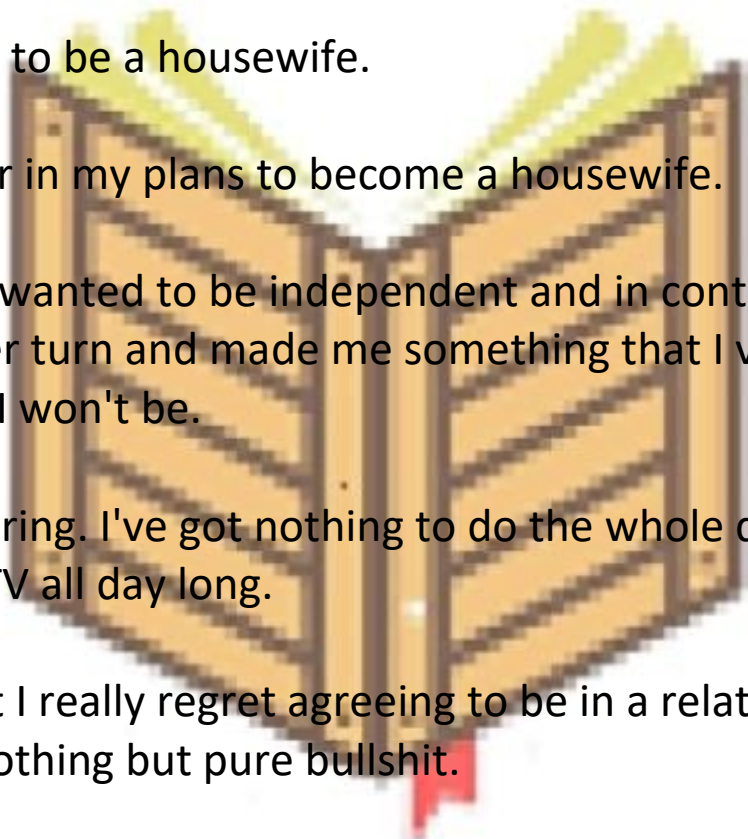 to be a housewife.
r in my plans to become a housewife.
wanted to be independent and in cont
er turn and made me something that I v
I won't be.
ring. I've got nothing to do the whole
V all day long.
t I really regret agreeing to be in a relat
othing but pure bullshit.